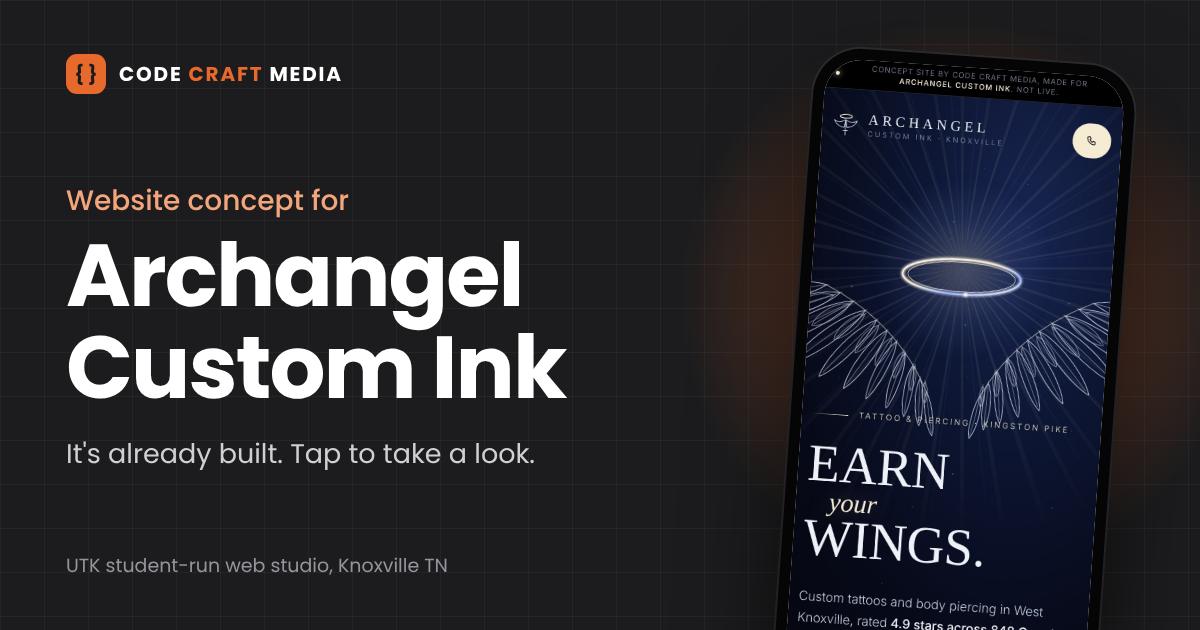 { } CODE CRAFT MEDIA
Website concept for
Archangel
Custom Ink
It's already built. Tap to take a look.
UTK student-run web studio, Knoxville TN
CONCEPT SITE BY CODE CRAFT MEDIA, MADE FOR
ARCHANGEL CUSTOM INK. NOT LIVE.
ARCHANGEL
CUSTOM INK · KNOXVILLE
TATTOO & PIERCING · KINGSTON PIKE
EARN
your
WINGS.
Custom tattoos and body piercing in West
Knoxville, rated 4.9 stars across